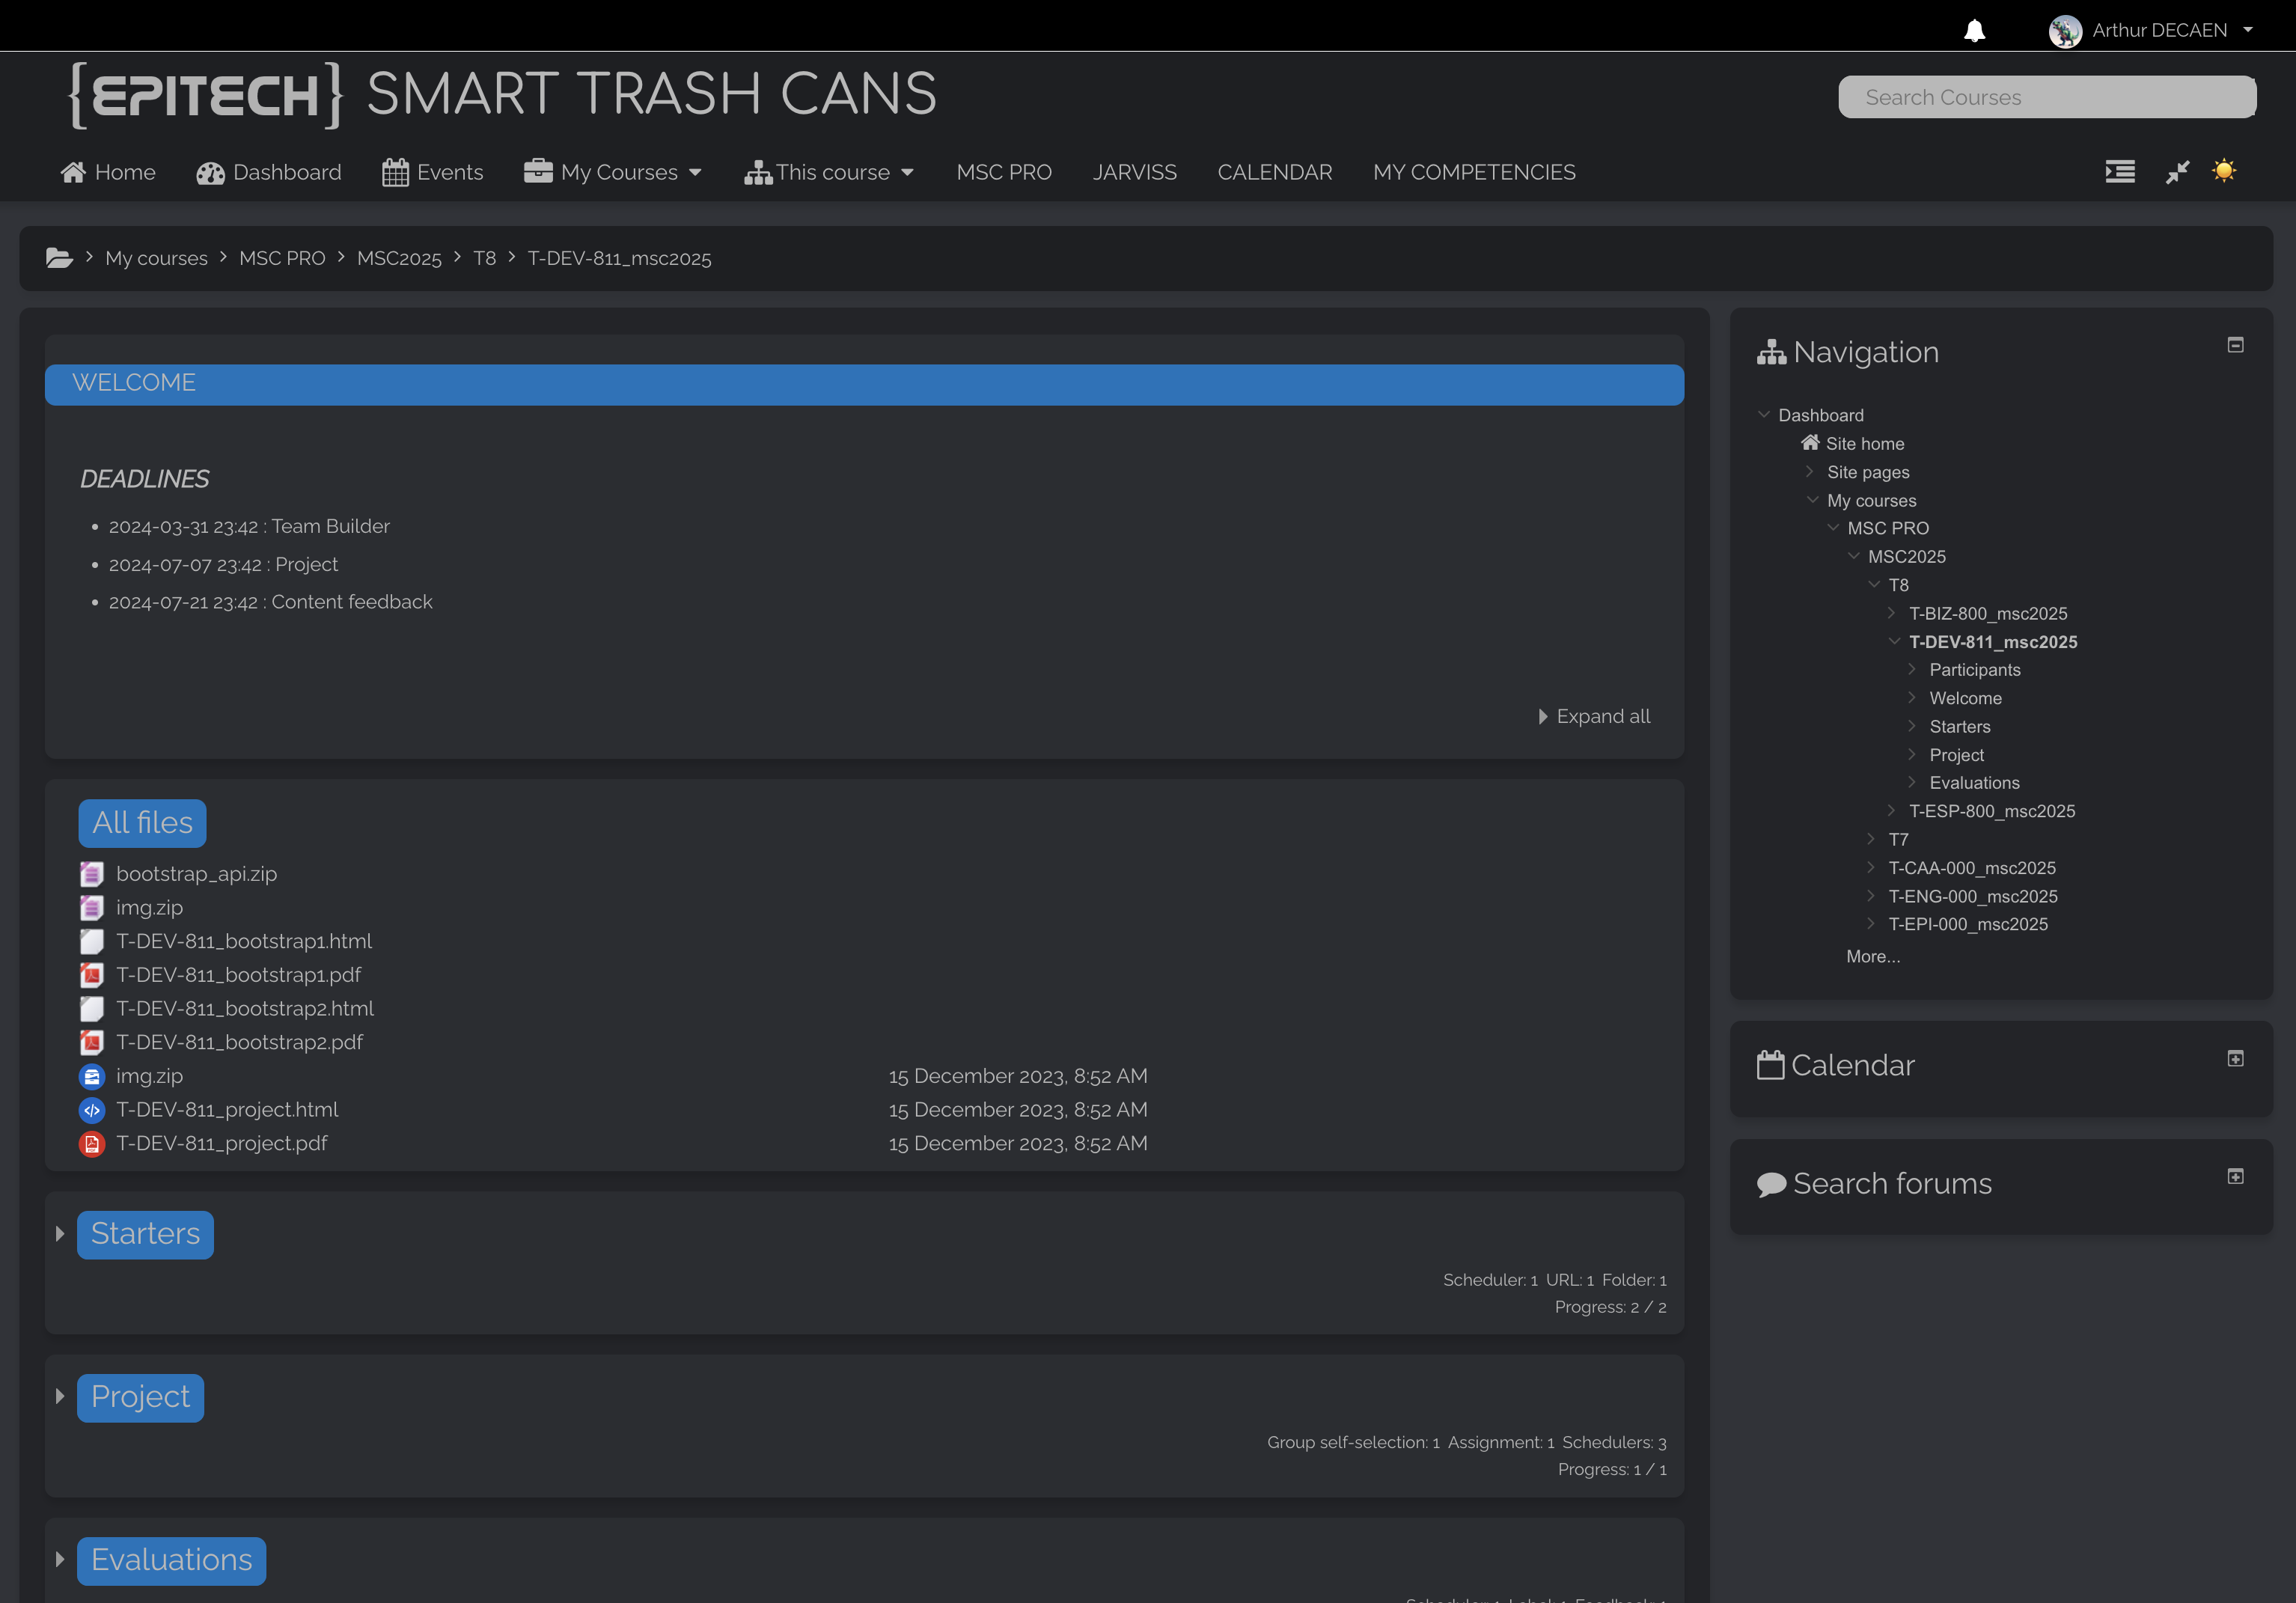 Arthur DECAEN
{EPITECH} SMART TRASH CANS
Search Courses
Home Dashboard Events My Courses This course MSC PRO JARVISS CALENDAR MY COMPETENCIES
My courses MSC PRO MSC2025 T8 T-DEV-811_msc2025
WELCOME
DEADLINES
2024-03-31 23:42 : Team Builder
2024-07-07 23:42 : Project
2024-07-21 23:42 : Content feedback
Expand all
All files
bootstrap_api.zip
img.zip
T-DEV-811_bootstrap1.html
T-DEV-811_bootstrap1.pdf
T-DEV-811_bootstrap2.html
T-DEV-811_bootstrap2.pdf
img.zip 15 December 2023, 8:52 AM
T-DEV-811_project.html 15 December 2023, 8:52 AM
T-DEV-811_project.pdf 15 December 2023, 8:52 AM
Starters
Scheduler: 1 URL: 1 Folder: 1
Progress: 2 / 2
Project
Group self-selection: 1 Assignment: 1 Schedulers: 3
Progress: 1 / 1
Evaluations
Navigation
Dashboard
Site home
Site pages
My courses
MSC PRO
MSC2025
T8
T-BIZ-800_msc2025
T-DEV-811_msc2025
Participants
Welcome
Starters
Project
Evaluations
T-ESP-800_msc2025
T7
T-CAA-000_msc2025
T-ENG-000_msc2025
T-EPI-000_msc2025
More...
Calendar
Search forums